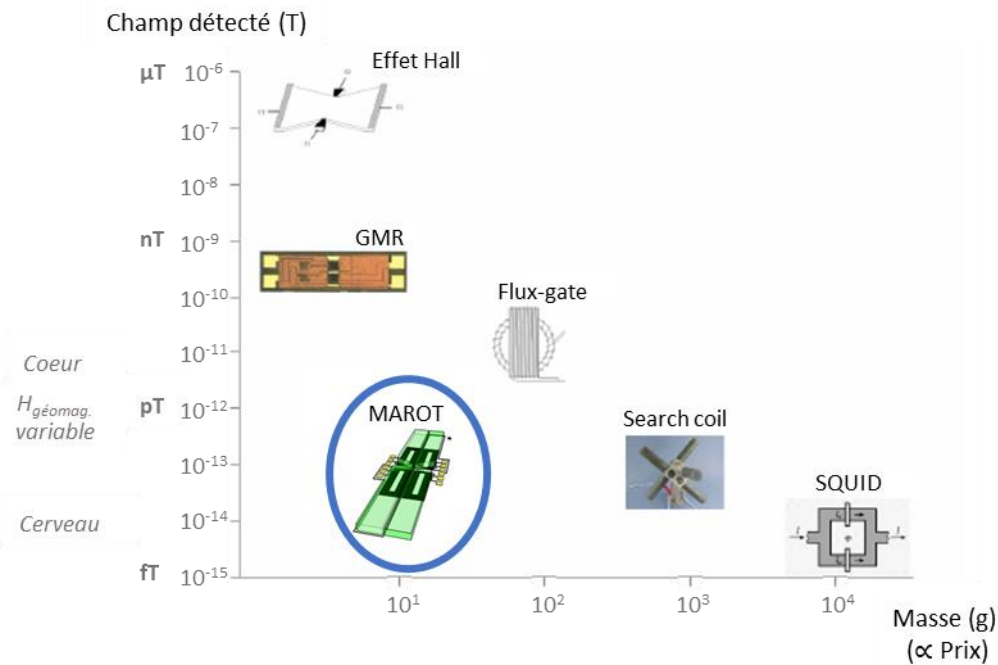 Champ détecté (T)
Effet Hall
µT 10⁻⁶
10⁻⁷
10⁻⁸
nT 10⁻⁹
GMR
10⁻¹⁰
Flux-gate
10⁻¹¹
Coeur
pT 10⁻¹²
H géomag.
variable
MAROT
Search coil
10⁻¹³
SQUID
10⁻¹⁴
Cerveau
I I
fT 10⁻¹⁵
10¹ 10² 10³ 10⁴
Masse (g)
(∝ Prix)